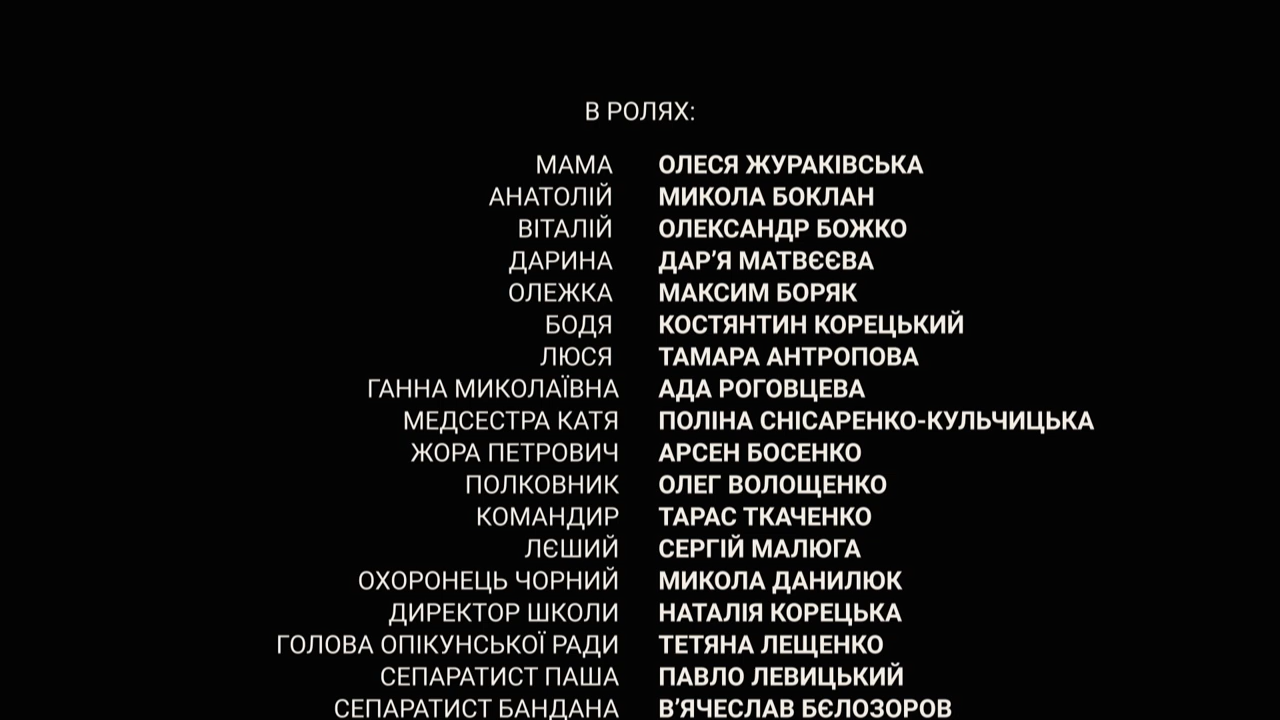 В РОЛЯХ:
МАМА ОЛЕСЯ ЖУРАКІВСЬКА
АНАТОЛІЙ МИКОЛА БОКЛАН
ВІТАЛІЙ ОЛЕКСАНДР БОЖКО
ДАРИНА ДАР’Я МАТВЄЄВА
ОЛЕЖКА МАКСИМ БОРЯК
БОДЯ КОСТЯНТИН КОРЕЦЬКИЙ
ЛЮСЯ ТАМАРА АНТРОПОВА
ГАННА МИКОЛАЇВНА АДА РОГОВЦЕВА
МЕДСЕСТРА КАТЯ ПОЛІНА СНІСАРЕНКО-КУЛЬЧИЦЬКА
ЖОРА ПЕТРОВИЧ АРСЕН БОСЕНКО
ПОЛКОВНИК ОЛЕГ ВОЛОЩЕНКО
КОМАНДИР ТАРАС ТКАЧЕНКО
ЛЄШИЙ СЕРГІЙ МАЛЮГА
ОХОРОНЕЦЬ ЧОРНИЙ МИКОЛА ДАНИЛЮК
ДИРЕКТОР ШКОЛИ НАТАЛІЯ КОРЕЦЬКА
ГОЛОВА ОПІКУНСЬКОЇ РАДИ ТЕТЯНА ЛЕЩЕНКО
СЕПАРАТИСТ ПАША ПАВЛО ЛЕВИЦЬКИЙ
СЕПАРАТИСТ БАНДАНА В’ЯЧЕСЛАВ БЄЛОЗОРОВ